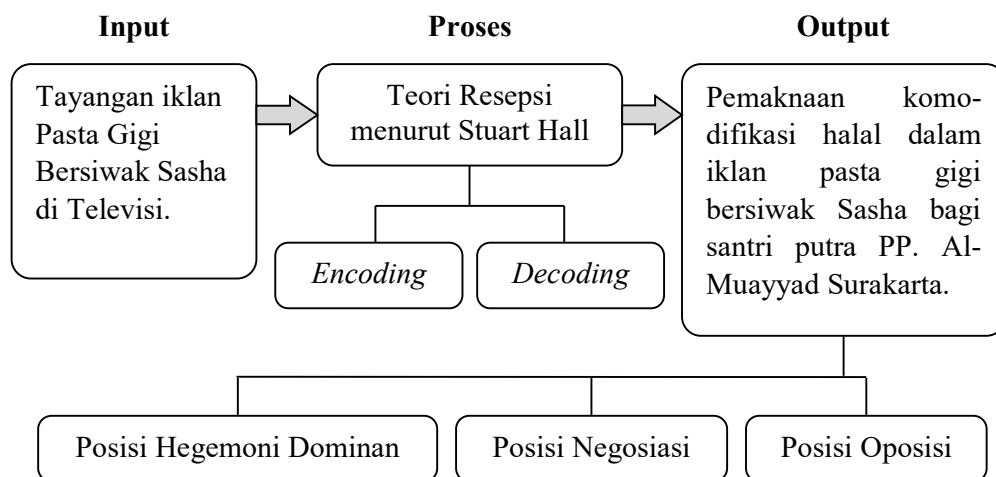 Input
Proses
Output
Tayangan iklan
Pasta Gigi
Bersiwak Sasha
di Televisi.
Teori Resepsi
menurut Stuart Hall
Encoding
Decoding
Pemaknaan komo-
difikasi halal dalam
iklan pasta gigi
bersiwak Sasha bagi
santri putra PP. Al-
Muayyad Surakarta.
Posisi Hegemoni Dominan
Posisi Negosiasi
Posisi Oposisi